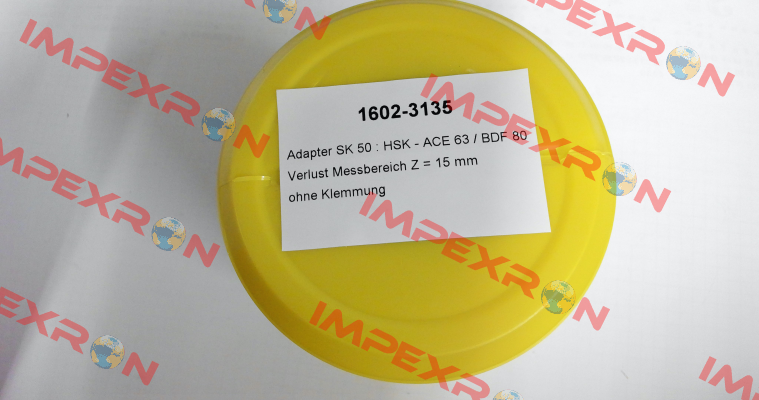 1602-3135
Adapter SK 50 : HSK - ACE 63 / BDF 80
Verlust Messbereich Z = 15 mm
ohne Klemmung
IMPEXRON
IMPEXRON
IMPEXRON
IMPEXRON
IMPEXRON